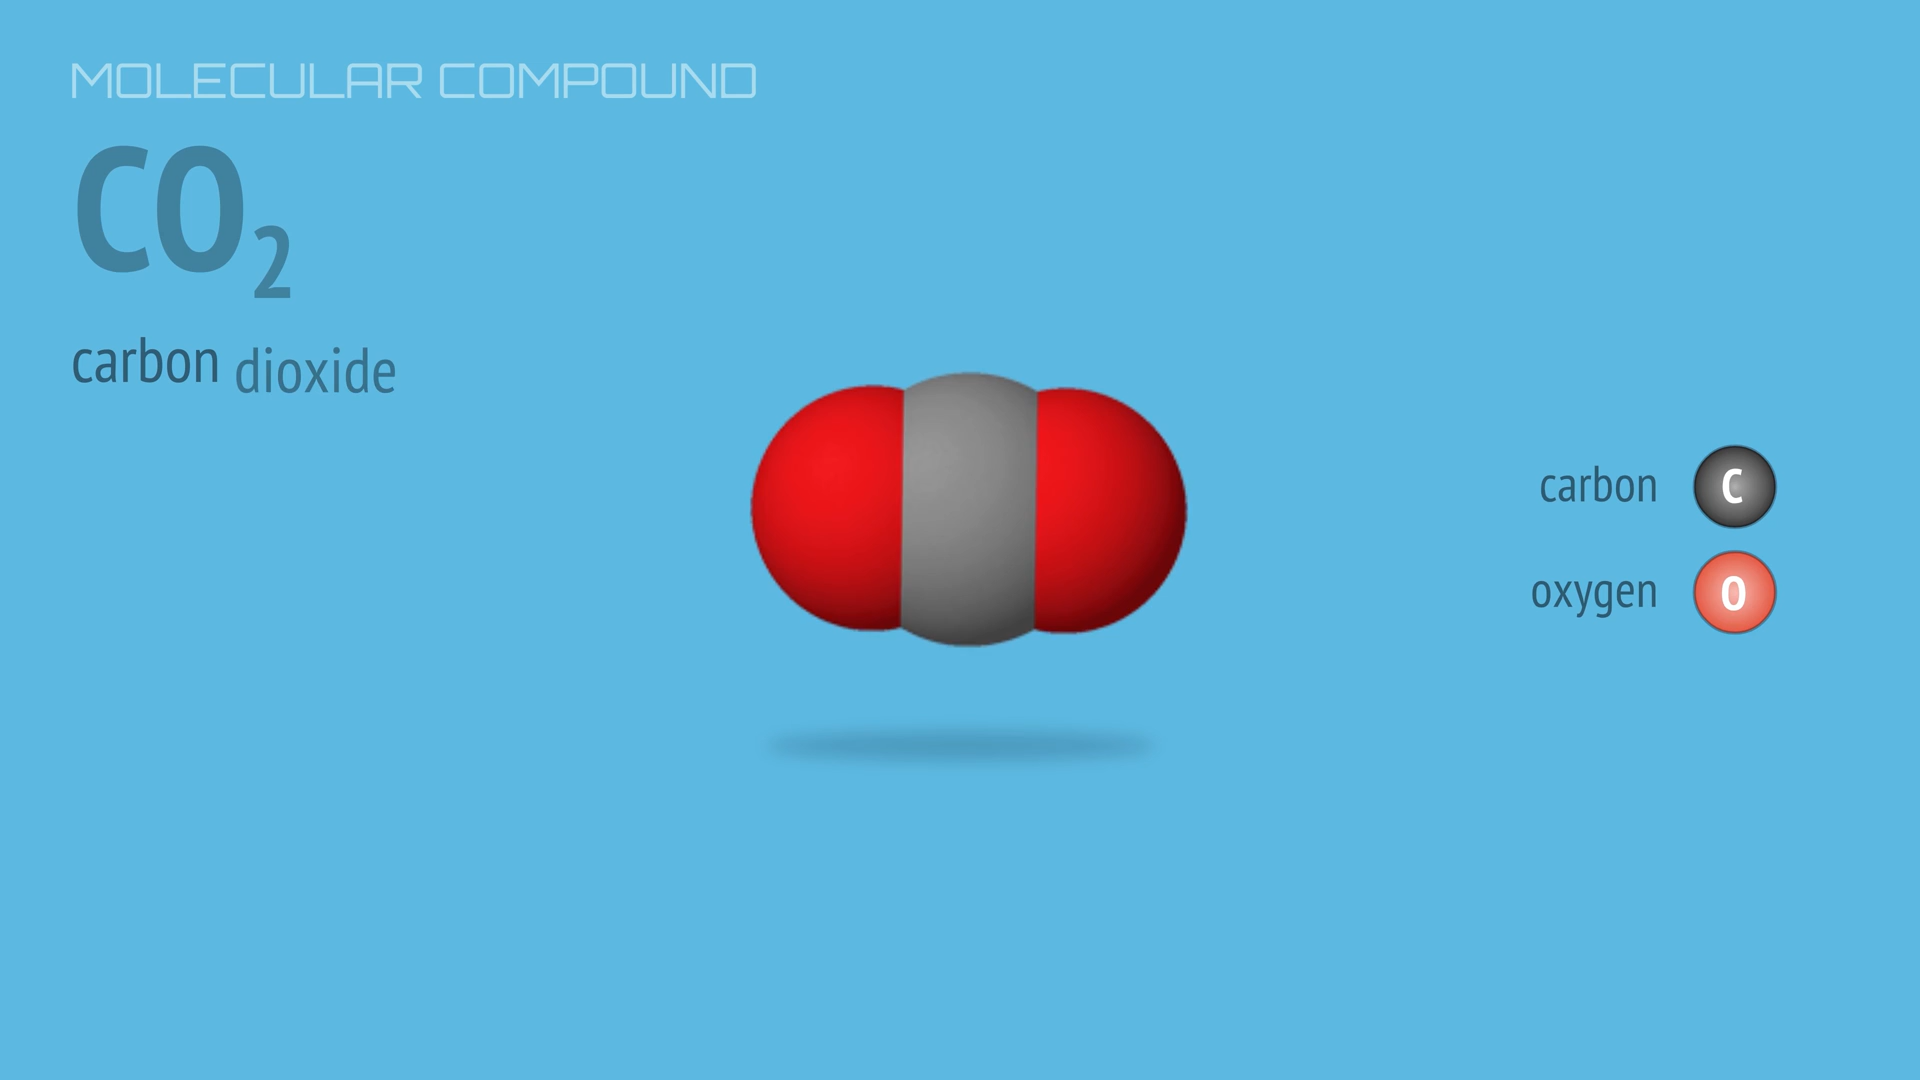 MOLECULAR COMPOUND
CO₂
carbon dioxide
carbon C
oxygen O